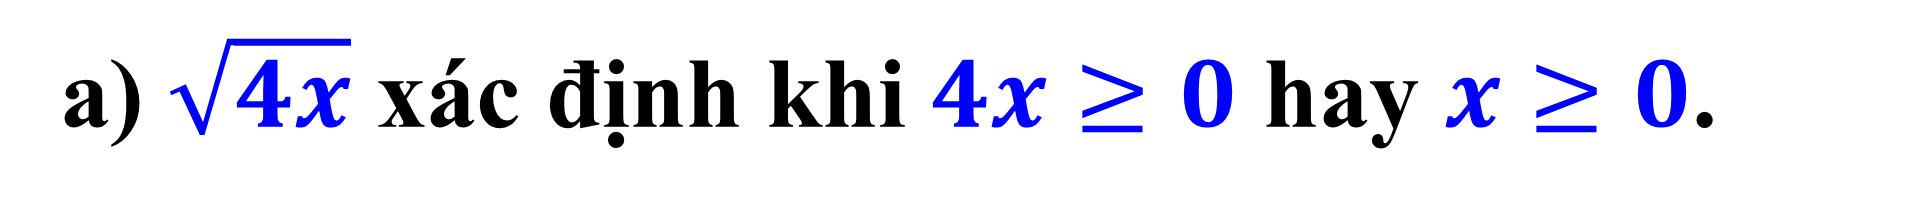 a) √4x xác định khi 4x ≥ 0 hay x ≥ 0.